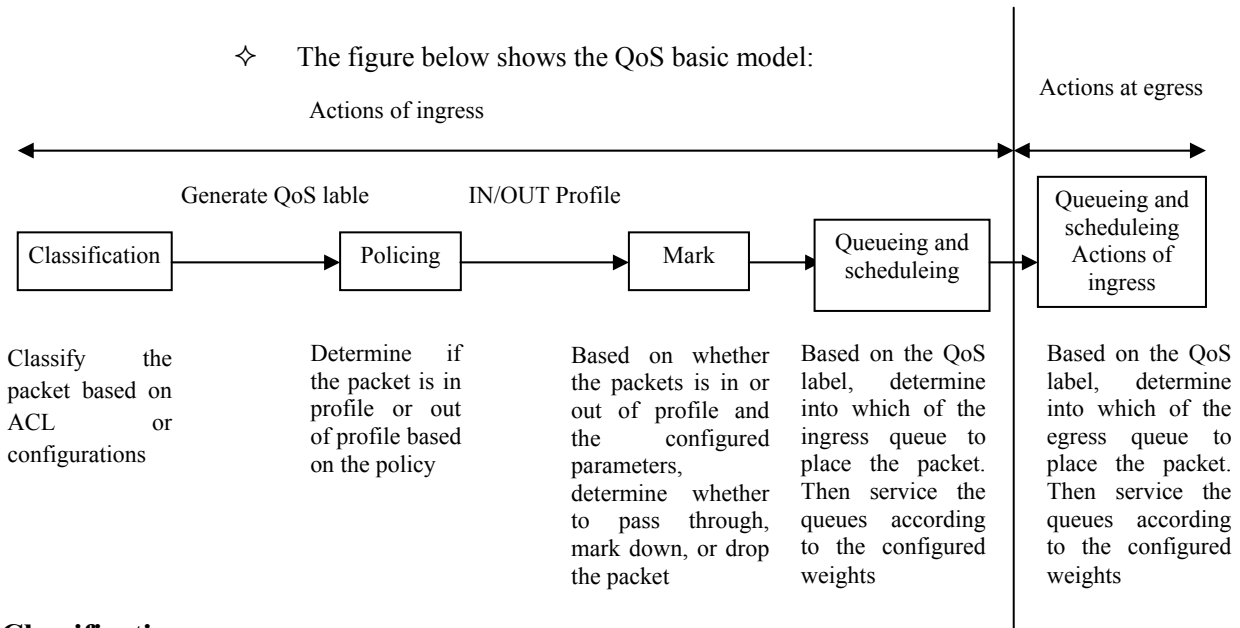 ✧ The figure below shows the QoS basic model:
Actions of ingress
Actions at egress
Generate QoS lable
IN/OUT Profile
Classification
Policing
Mark
Queueing and
scheduleing
Queueing and
scheduleing
Actions of
ingress
Classify the
packet based on
ACL or
configurations
Determine if
the packet is in
profile or out
of profile based
on the policy
Based on whether
the packets is in or
out of profile and
the configured
parameters,
determine whether
to pass through,
mark down, or drop
the packet
Based on the QoS
label, determine
into which of the
ingress queue to
place the packet.
Then service the
queues according
to the configured
weights
Based on the QoS
label, determine
into which of the
egress queue to
place the packet.
Then service the
queues according
to the configured
weights